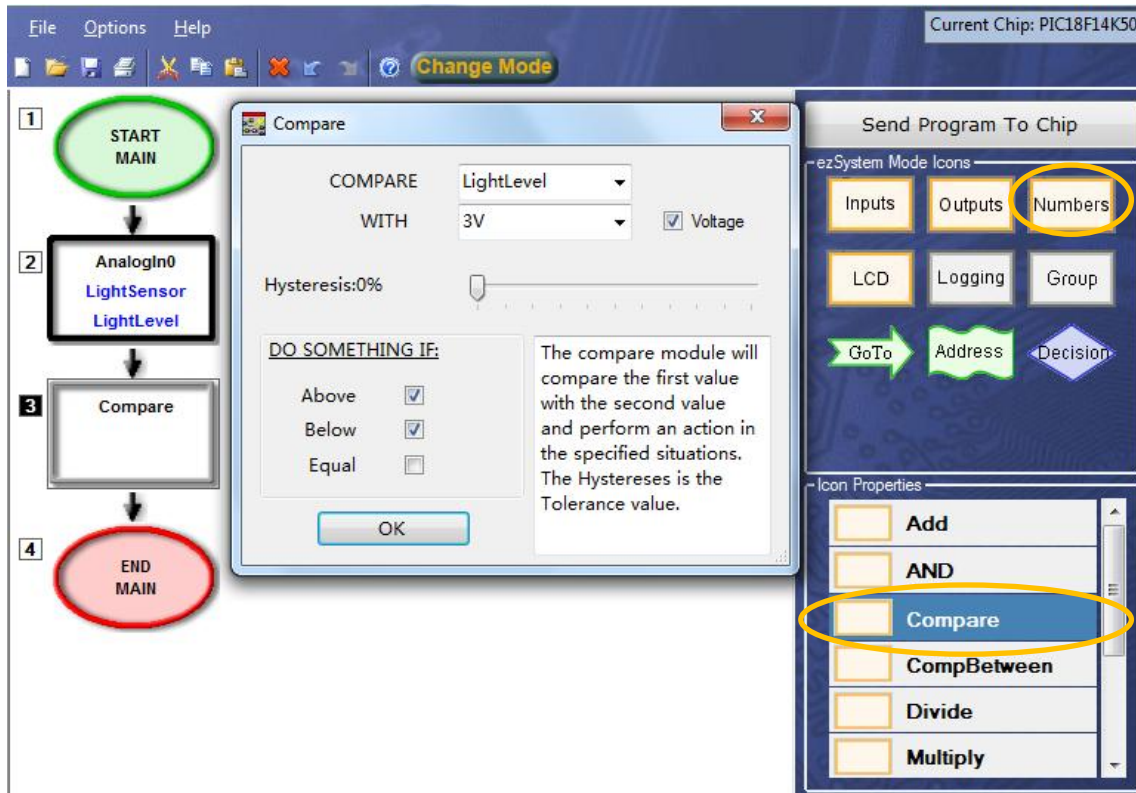 File Options Help
Current Chip: PIC18F14K50
Change Mode
1
START
MAIN
2
AnalogIn0
LightSensor
LightLevel
3
Compare
4
END
MAIN
Compare
COMPARE LightLevel
WITH 3V Voltage
Hysteresis:0%
DO SOMETHING IF:
Above
Below
Equal
OK
The compare module will
compare the first value
with the second value
and perform an action in
the specified situations.
The Hystereses is the
Tolerance value.
Send Program To Chip
ezSystem Mode Icons
Inputs Outputs Numbers
LCD Logging Group
GoTo Address Decision
Icon Properties
Add
AND
Compare
CompBetween
Divide
Multiply